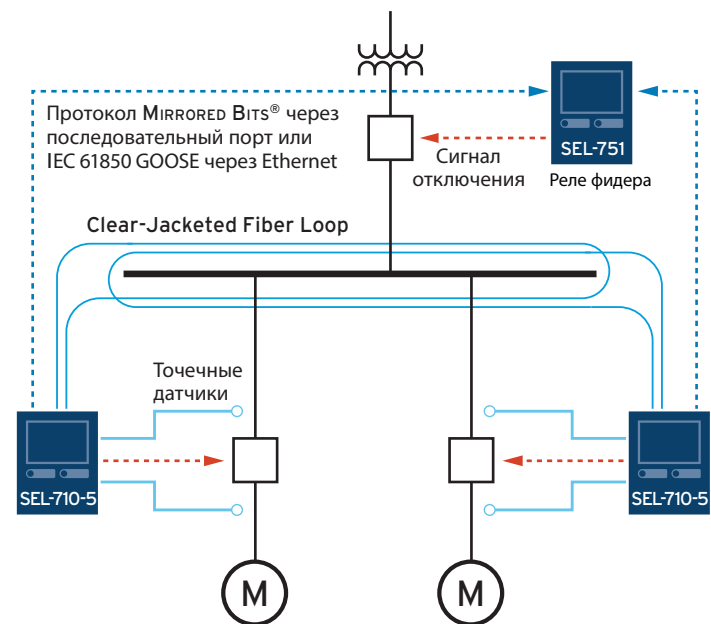 Протокол MIRRORED BITS® через
последовательный порт или
IEC 61850 GOOSE через Ethernet
SEL-751
Сигнал
отключения
Реле фидера
Clear-Jacketed Fiber Loop
Точечные
датчики
SEL-710-5
SEL-710-5
M
M